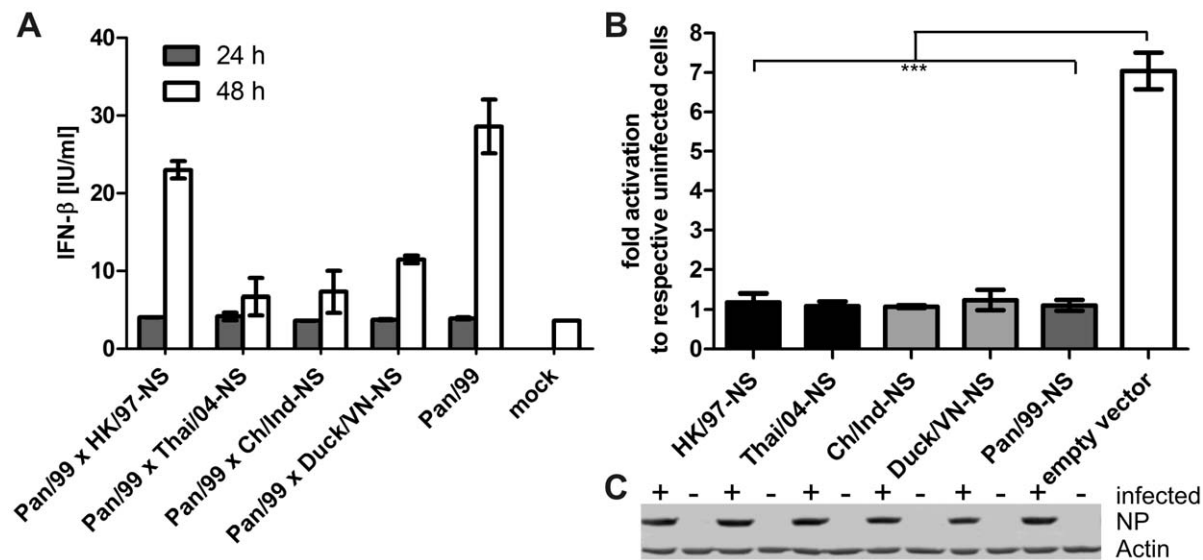 A
IFN-β [IU/ml]
40
30
20
10
0
24 h
48 h
Pan/99 x HK/97-NS
Pan/99 x Thai/04-NS
Pan/99 x Ch/Ind-NS
Pan/99 x Duck/VN-NS
Pan/99
mock
B
fold activation
to respective uninfected cells
8
7
6
5
4
3
2
1
0
***
HK/97-NS
Thai/04-NS
Ch/Ind-NS
Duck/VN-NS
Pan/99-NS
empty vector
C
+ - + - + - + - + - + - infected
NP
Actin